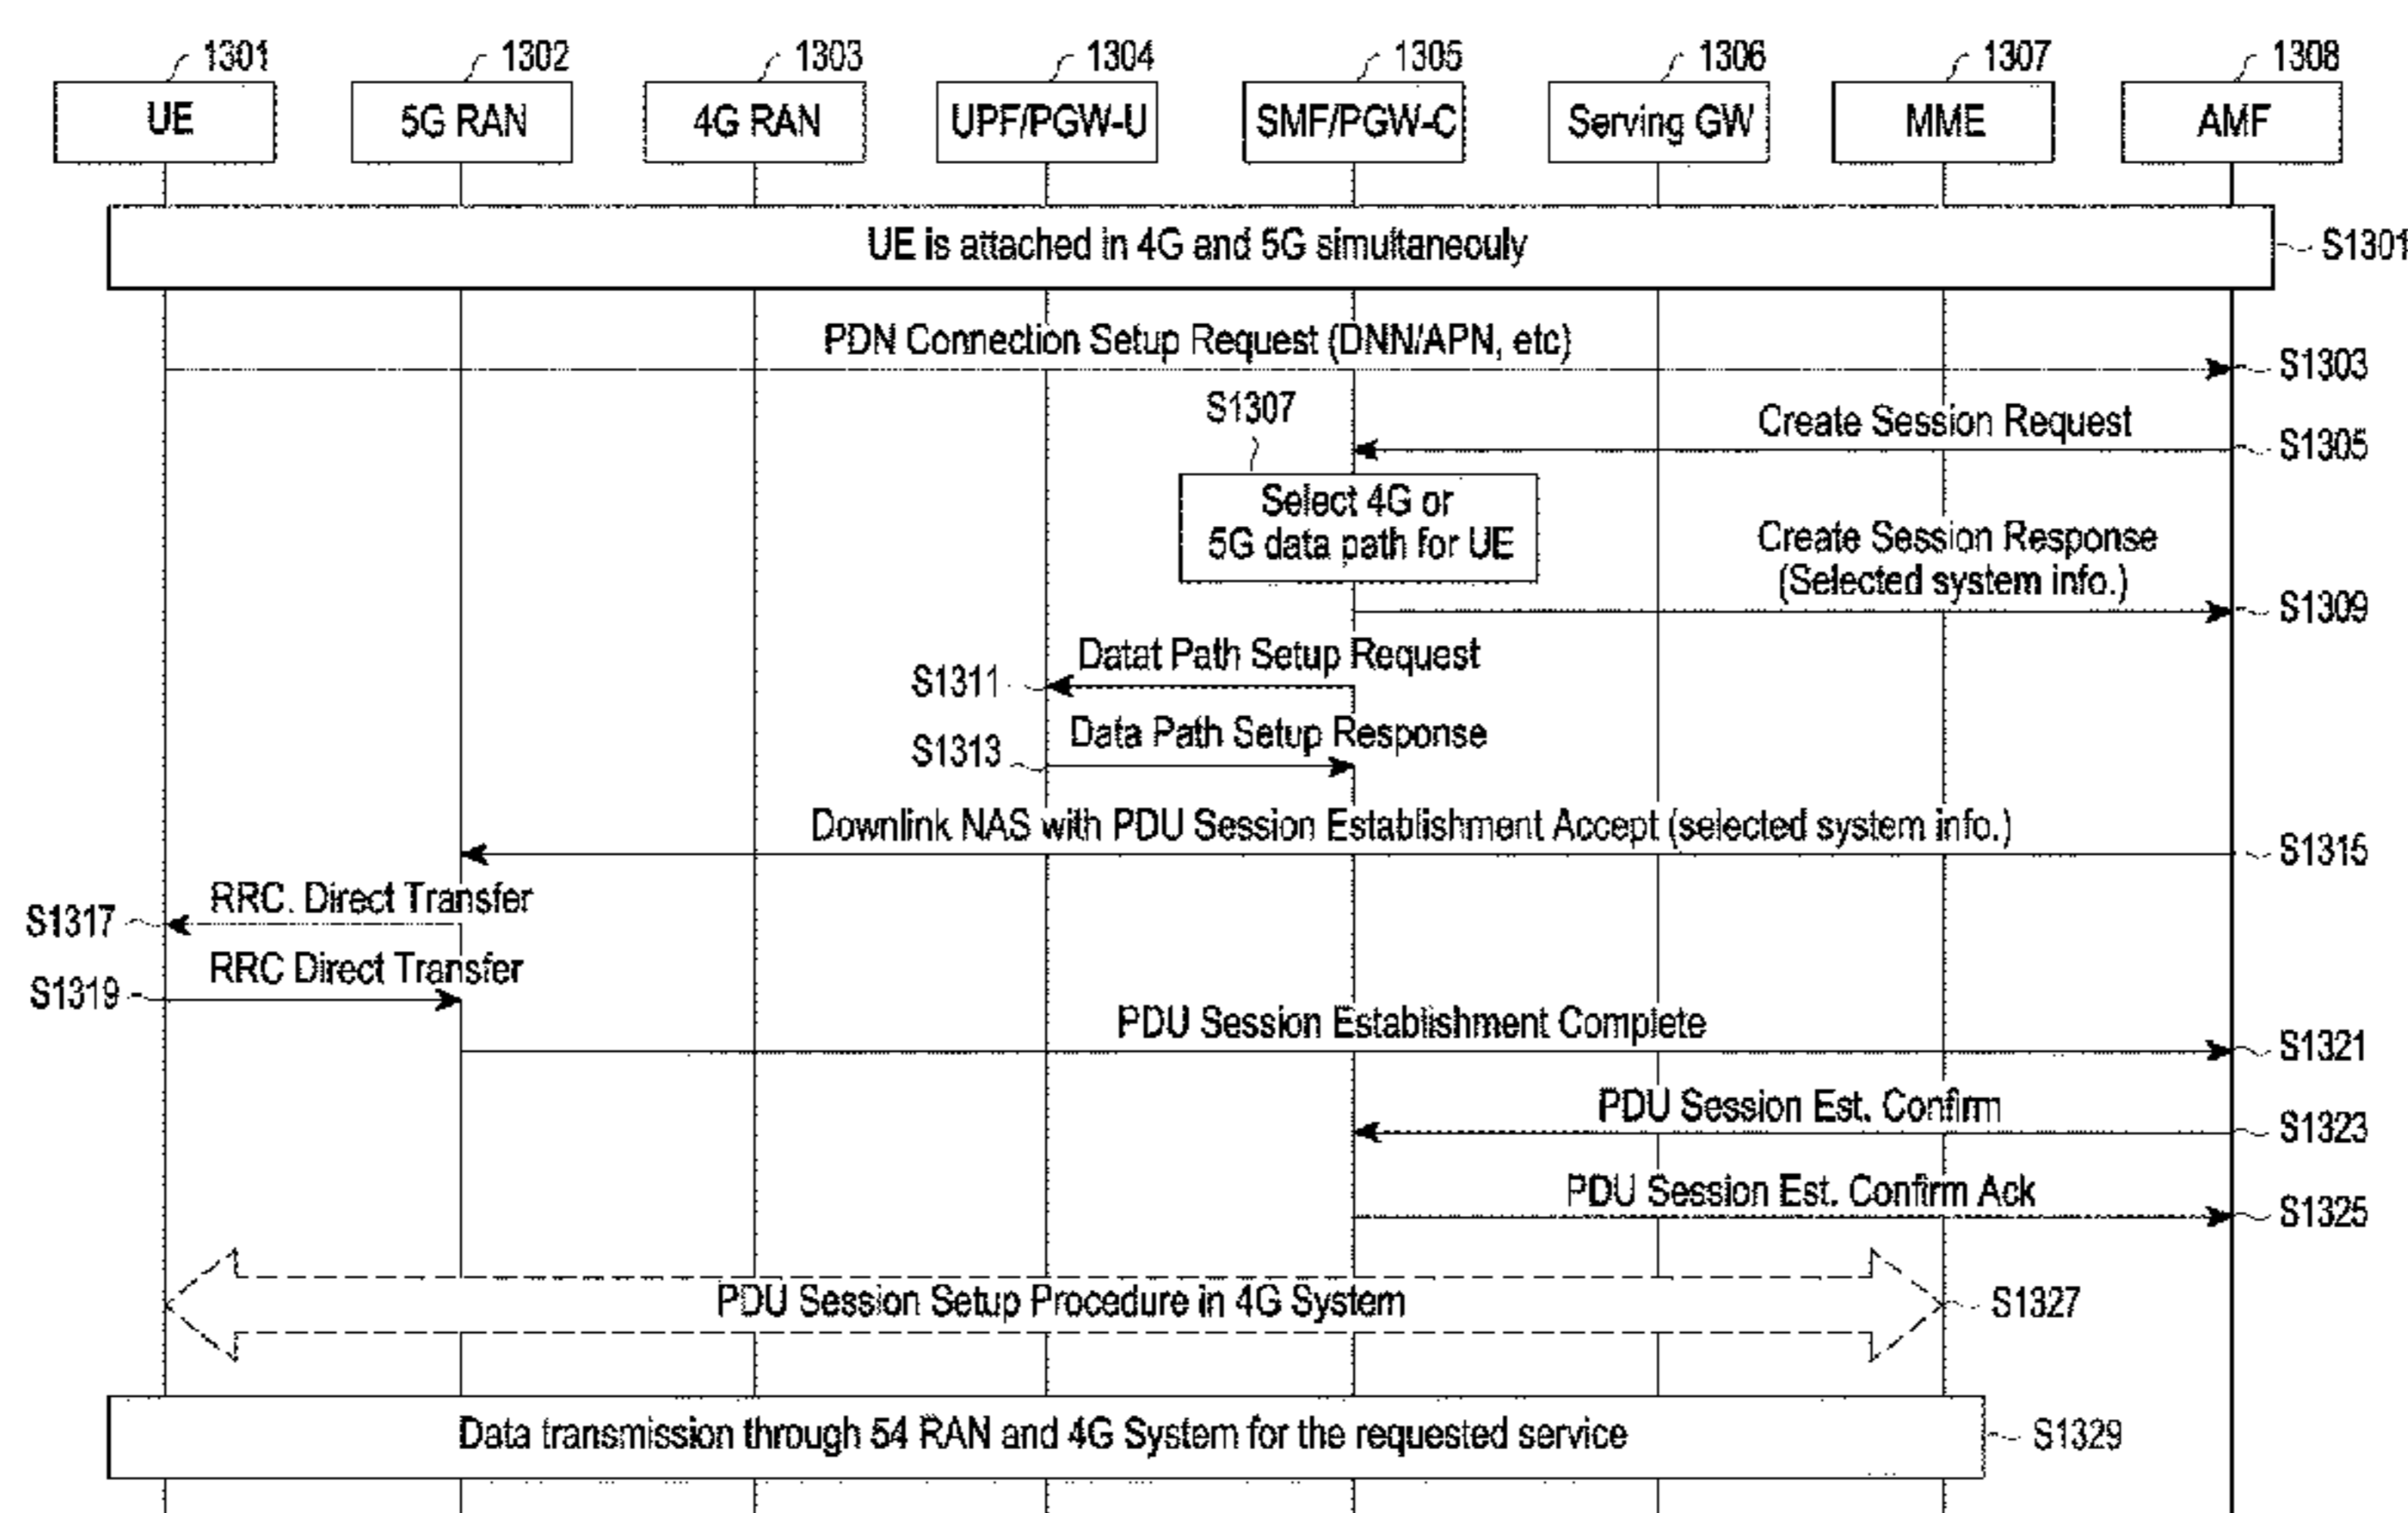 1301 1302 1303 1304 1305 1306 1307 1308
UE 5G RAN 4G RAN UPF/PGW-U SMF/PGW-C Serving GW MME AMF
UE is attached in 4G and 5G simultaneouly S1301
PDN Connection Setup Request (DNN/APN, etc) S1303
S1307
Create Session Request S1305
Select 4G or
5G data path for UE
Create Session Response
(Selected system info.) S1309
Datat Path Setup Request
S1311
Data Path Setup Response
S1313
Downlink NAS with PDU Session Establishment Accept (selected system info.) S1315
RRC. Direct Transfer
S1317
RRC Direct Transfer
S1319
PDU Session Establishment Complete S1321
PDU Session Est. Confirm S1323
PDU Session Est. Confirm Ack S1325
PDU Session Setup Procedure in 4G System S1327
Data transmission through 54 RAN and 4G System for the requested service S1329